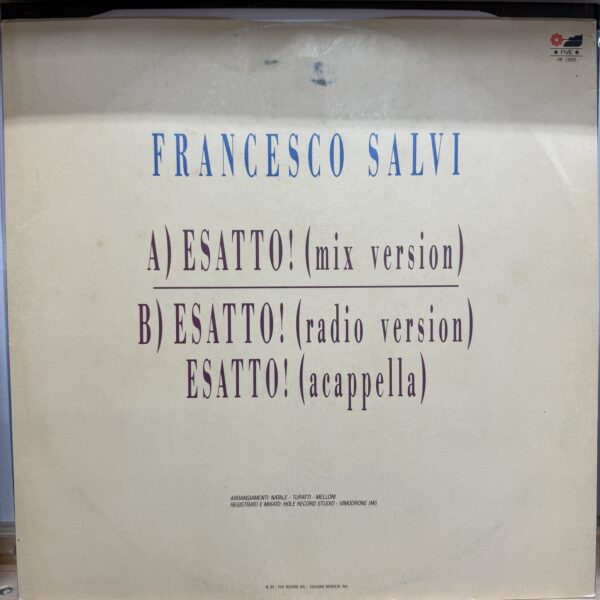 ★ FIVE ★
FRANCESCO SALVI
A) ESATTO! (mix version)
B) ESATTO! (radio version)
ESATTO! (acappella)
ARRANGIAMENTI: NATALE - TURATTI - MELLONI
REGISTRATO E MIXATO: HOLE RECORD STUDIO - VIMODRONE (MI)
FIVE RECORD SRL - COLOGNO MONZESE (MI)